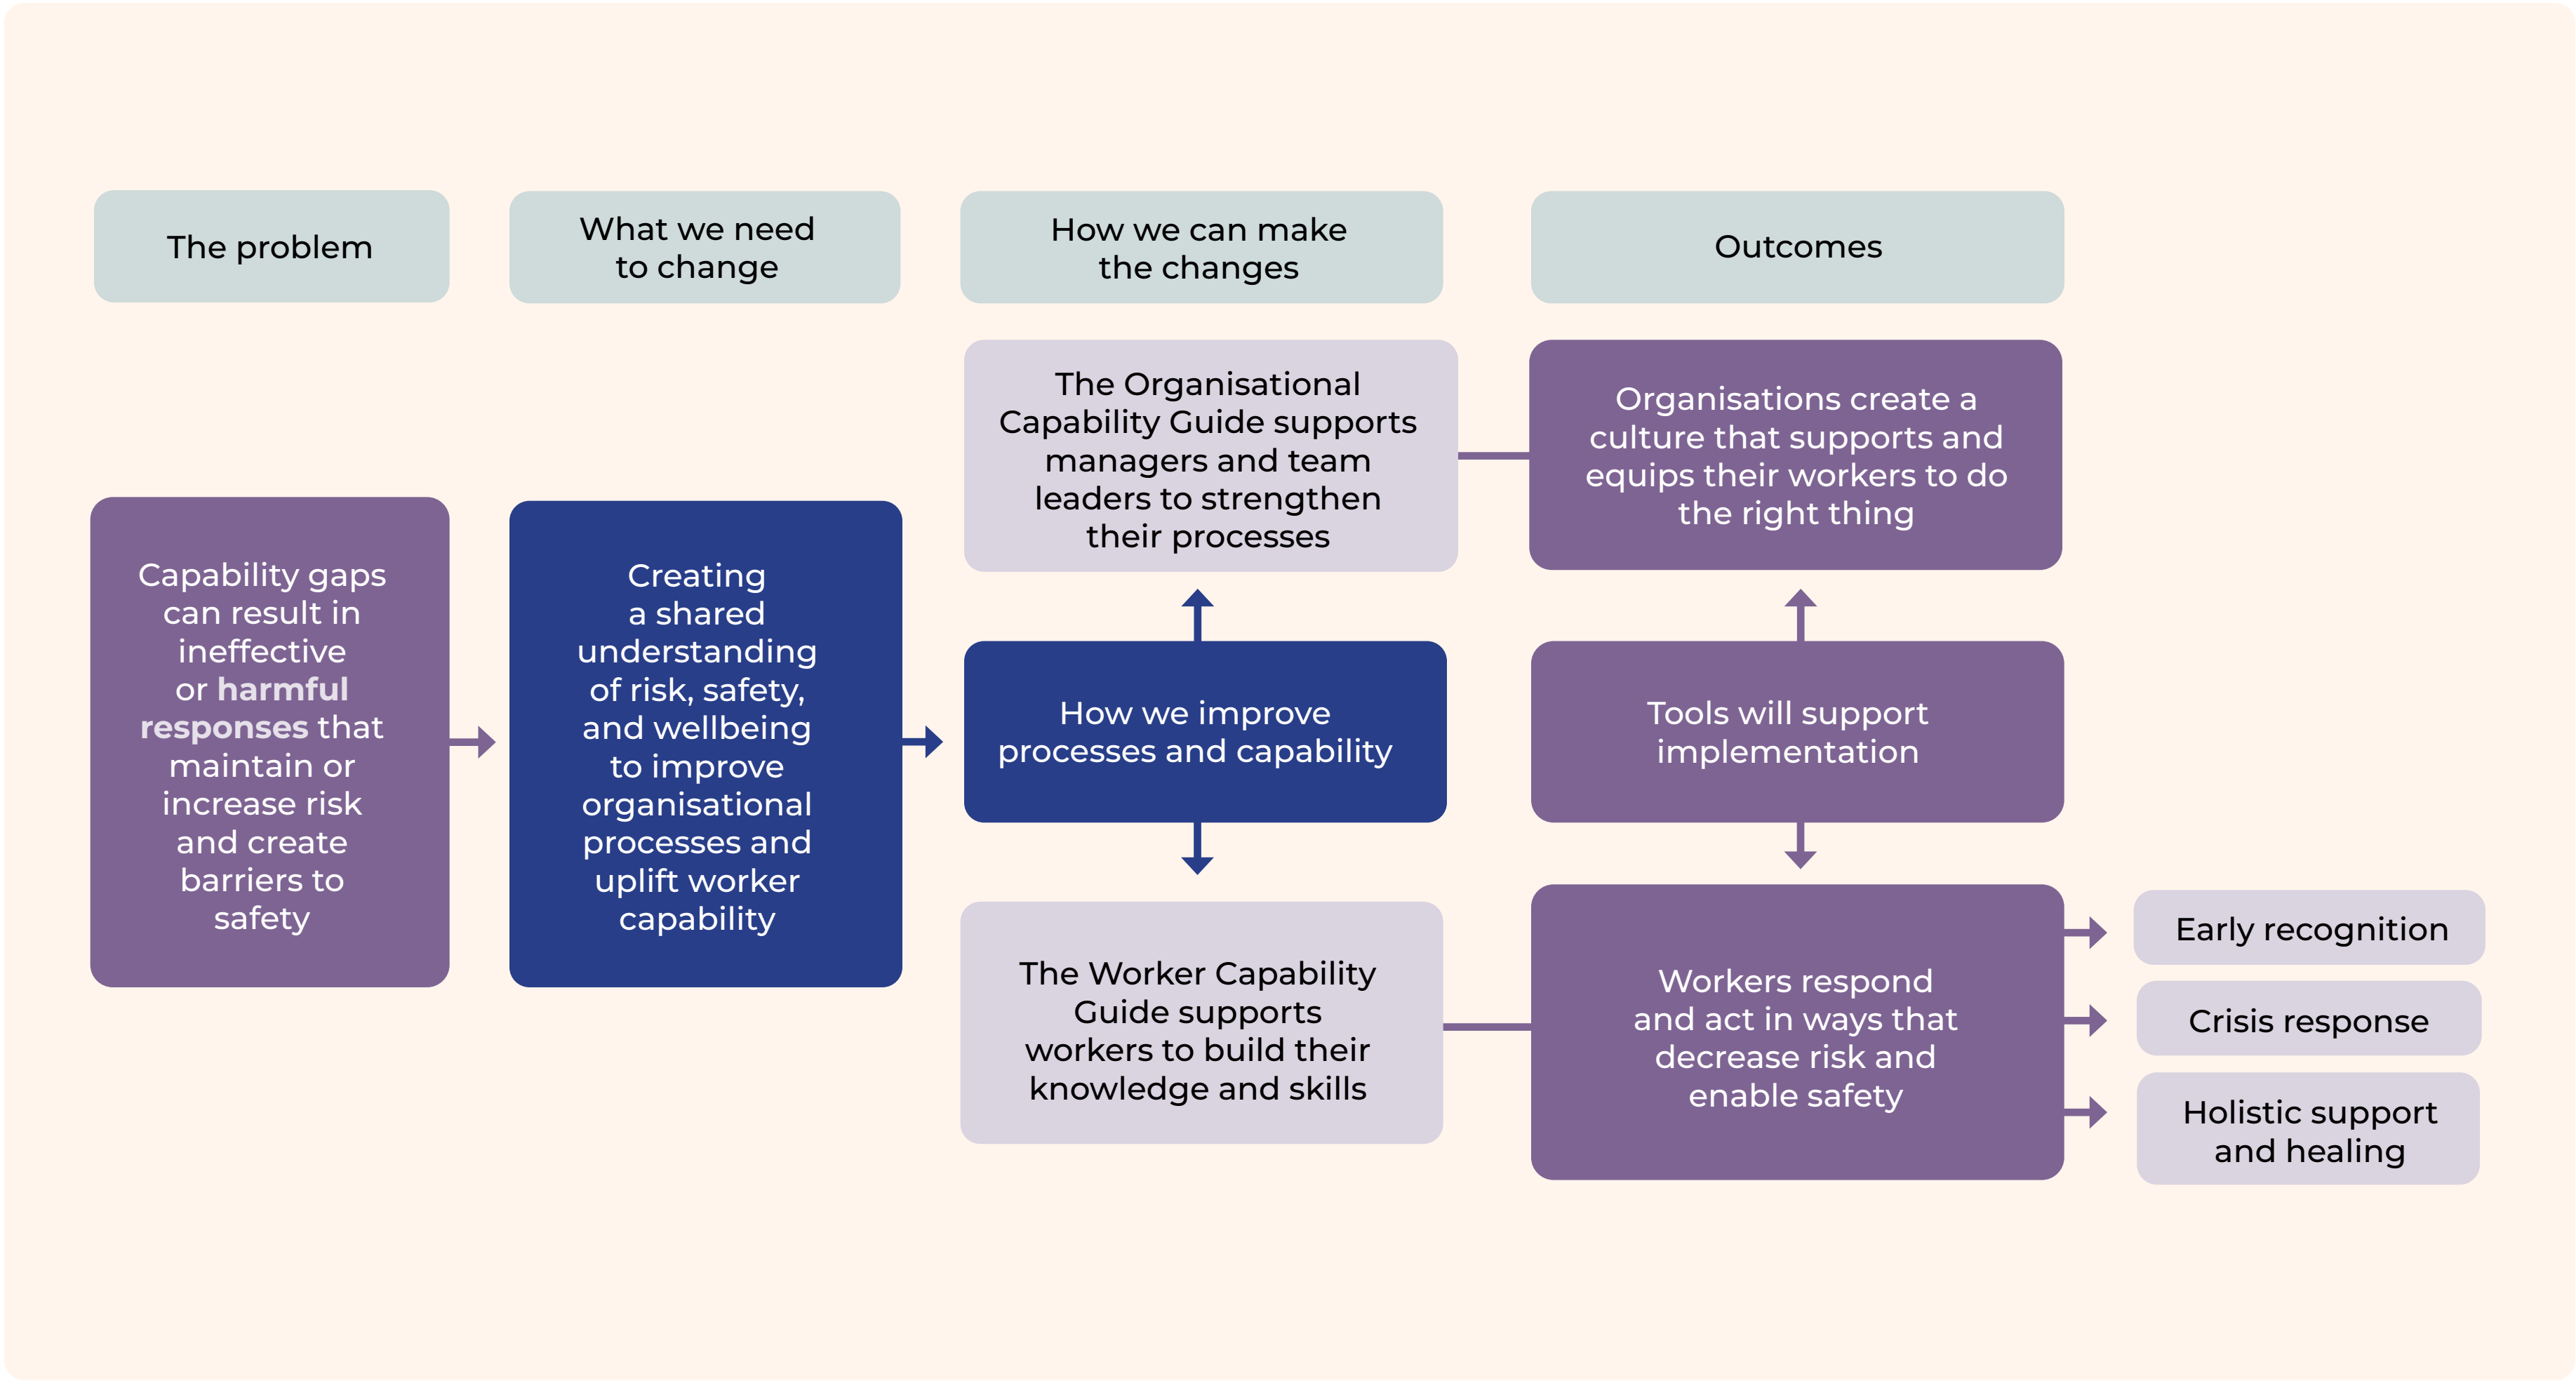 The problem
What we need
to change
How we can make
the changes
Outcomes
Capability gaps
can result in
ineffective
or harmful
responses that
maintain or
increase risk
and create
barriers to
safety
Creating
a shared
understanding
of risk, safety,
and wellbeing
to improve
organisational
processes and
uplift worker
capability
The Organisational
Capability Guide supports
managers and team
leaders to strengthen
their processes
How we improve
processes and capability
The Worker Capability
Guide supports
workers to build their
knowledge and skills
Organisations create a
culture that supports and
equips their workers to do
the right thing
Tools will support
implementation
Workers respond
and act in ways that
decrease risk and
enable safety
Early recognition
Crisis response
Holistic support
and healing